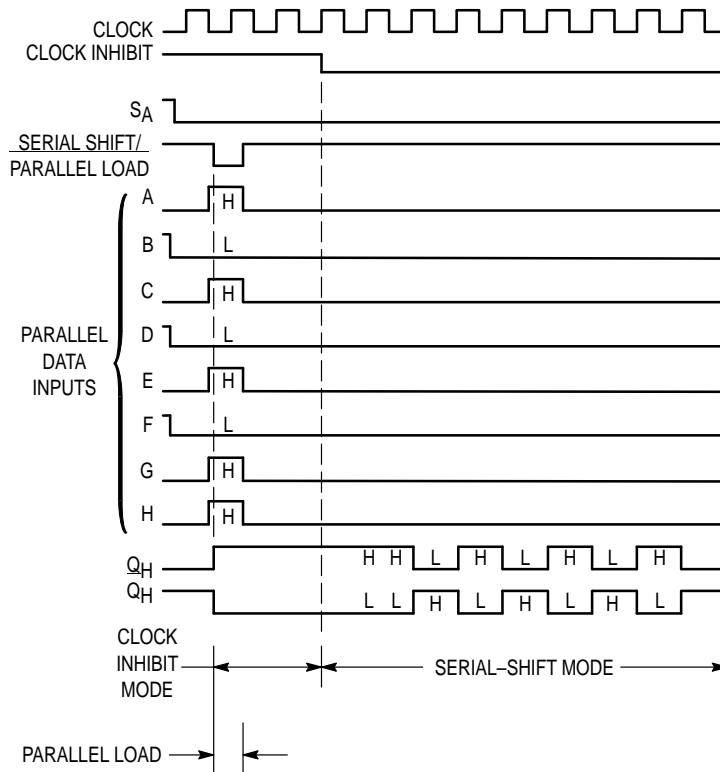 CLOCK
CLOCK INHIBIT
SA
SERIAL SHIFT/
PARALLEL LOAD
A H
B L
C H
D L
E H
F L
G H
H H
PARALLEL
DATA
INPUTS
QH H H L H L H L H
QH L L H L H L H L
CLOCK
INHIBIT
MODE
SERIAL–SHIFT MODE
PARALLEL LOAD